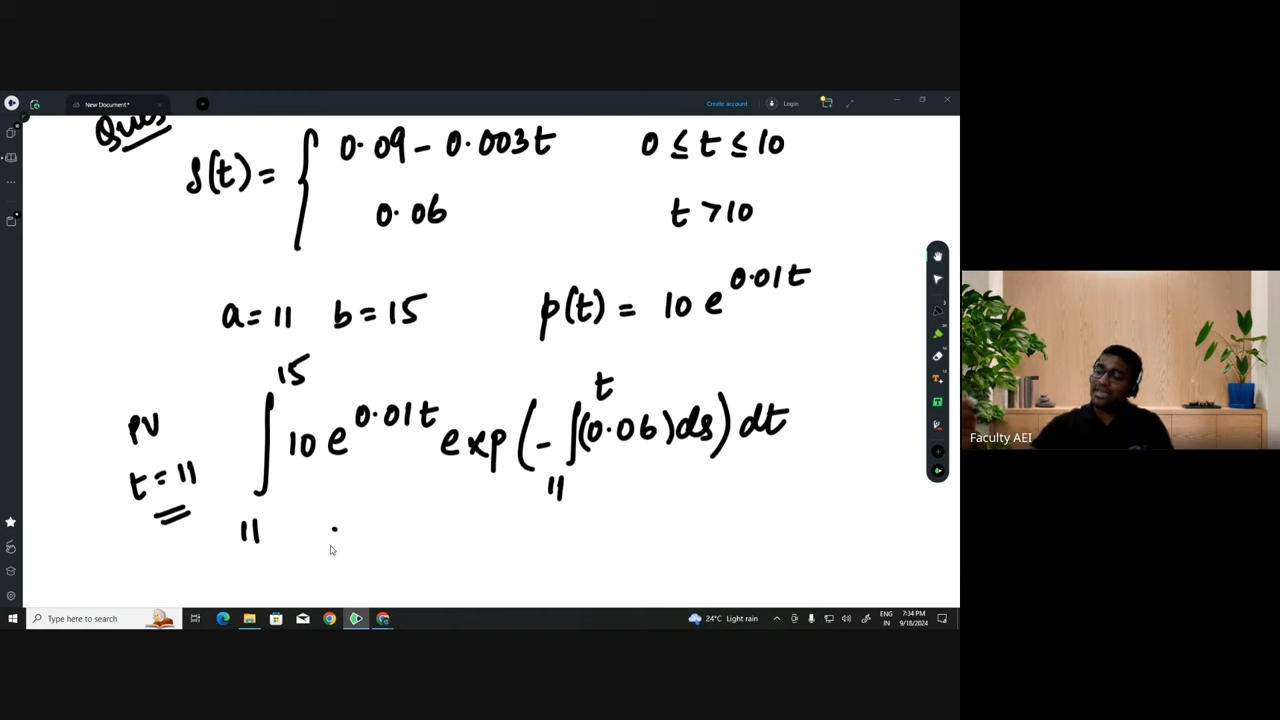 New Document*
Create account
Login
Ques
δ(t) = { 0.09 - 0.003t 0 ≤ t ≤ 10
0.06 t > 10
a = 11 b = 15 p(t) = 10 e^0.01t
PV t = 11 ∫_11^15 10 e^0.01t exp(- ∫_11^t (0.06) ds) dt
Faculty AEI
Type here to search
24°C Light rain
ENG
IN
7:34 PM
9/18/2024